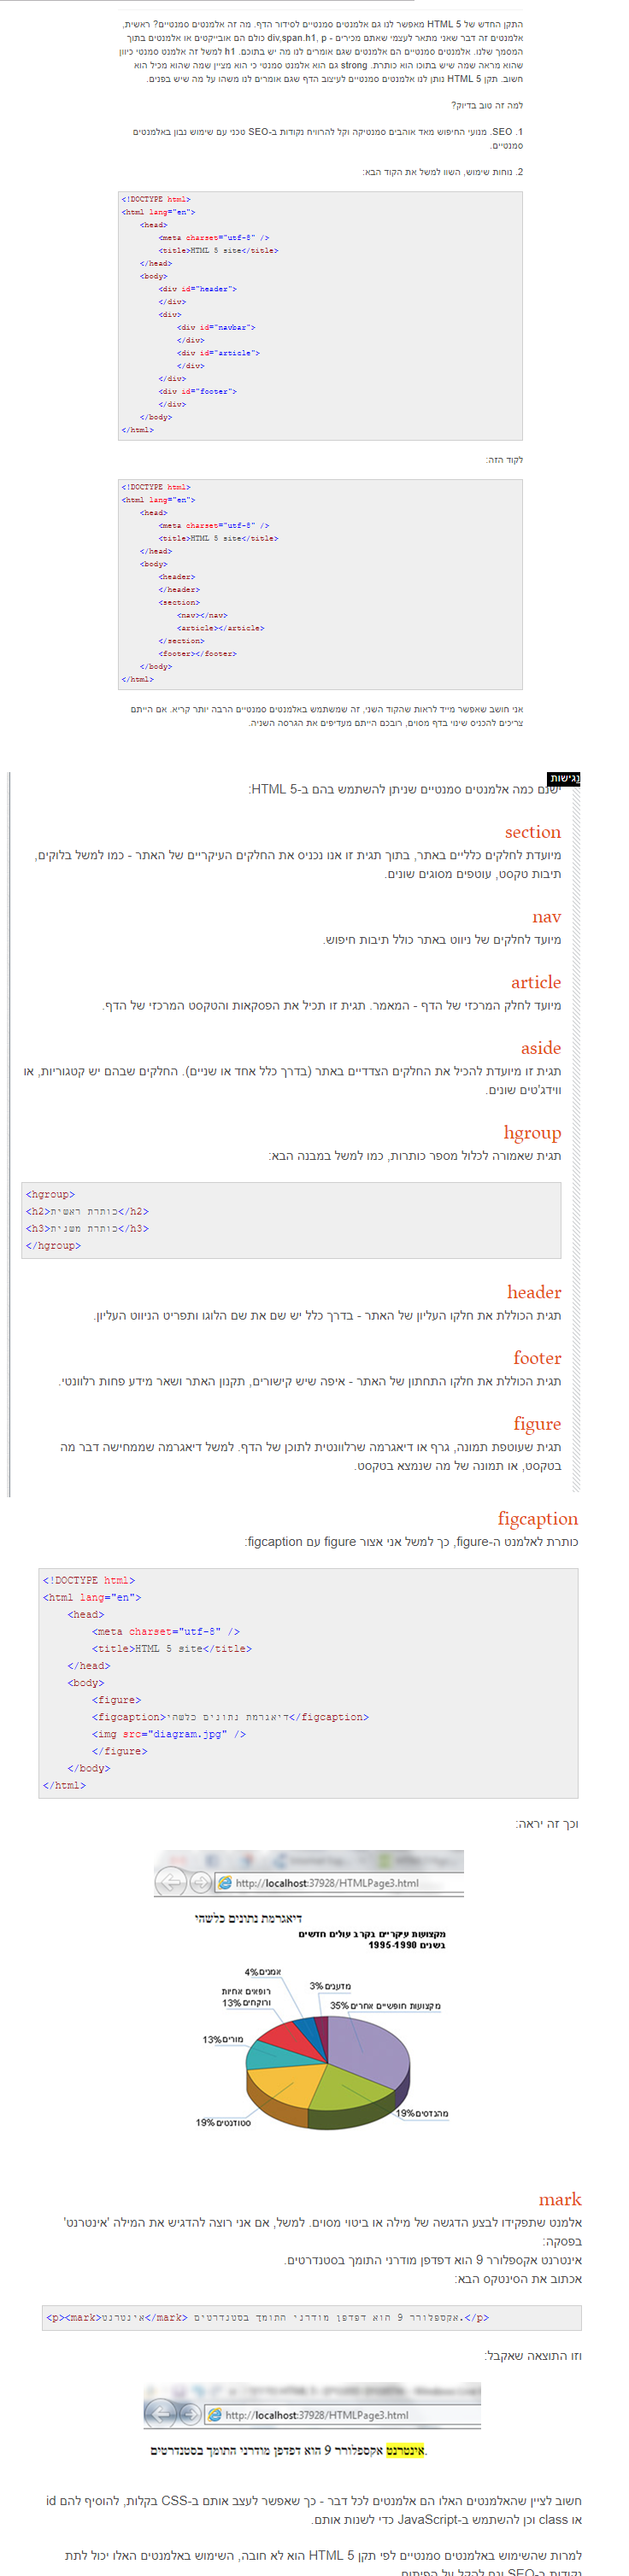 התקן החדש של HTML 5 מאפשר לנו גם אלמנטים סמנטיים לסידור הדף. מה זה אלמנטים סמנטיים? ראשית,
אלמנטים זה דבר שאני מתאר לעצמי שאתם מכירים - div,span.h1, p כולם הם אובייקטים או אלמנטים בתוך
המסמך שלנו. אלמנטים סמנטיים הם אלמנטים שגם אומרים לנו מה יש בתוכם. h1 למשל זה אלמנט סמנטי כיוון
שהוא מראה שמה שיש בתוכו הוא כותרת. strong גם הוא אלמנט סמנטי כי הוא מציין שמה שהוא מכיל הוא
חשוב. תקן HTML 5 נותן לנו אלמנטים סמנטיים לעיצוב הדף שגם אומרים לנו משהו על מה שיש בפנים.
למה זה טוב בדיוק?
1. SEO. מנועי החיפוש מאד אוהבים סמנטיקה וקל להרוויח נקודות ב-SEO טכני עם שימוש נבון באלמנטים
סמנטיים.
2. נוחות שימוש, השוו למשל את הקוד הבא:
<!DOCTYPE html>
<html lang="en">
<head>
<meta charset="utf-8" />
<title>HTML 5 site</title>
</head>
<body>
<div id="header">
</div>
<div>
<div id="navbar">
</div>
<div id="article">
</div>
</div>
<div id="footer">
</div>
</body>
</html>
לקוד הזה:
<!DOCTYPE html>
<html lang="en">
<head>
<meta charset="utf-8" />
<title>HTML 5 site</title>
</head>
<body>
<header>
</header>
<section>
<nav></nav>
<article></article>
</section>
<footer></footer>
</body>
</html>
אני חושב שאפשר מייד לראות שהקוד השני, זה שמשתמש באלמנטים סמנטיים הרבה יותר קריא. אם הייתם
צריכים להכניס שינוי בדף מסוים, רובכם הייתם מעדיפים את הגרסה השניה.
נגישות
ישנם כמה אלמנטים סמנטיים שניתן להשתמש בהם ב-HTML 5:
section
מיועדת לחלקים כלליים באתר, בתוך תגית זו אנו נכניס את החלקים העיקריים של האתר - כמו למשל בלוקים,
תיבות טקסט, עוטפים מסוגים שונים.
nav
מיועד לחלקים של ניווט באתר כולל תיבות חיפוש.
article
מיועד לחלק המרכזי של הדף - המאמר. תגית זו תכיל את הפסקאות והטקסט המרכזי של הדף.
aside
תגית זו מיועדת להכיל את החלקים הצדדיים באתר (בדרך כלל אחד או שניים). החלקים שבהם יש קטגוריות, או
ווידג'טים שונים.
hgroup
תגית שאמורה לכלול מספר כותרות, כמו למשל במבנה הבא:
<hgroup>
<h2>כותרת ראשית</h2>
<h3>כותרת משנית</h3>
</hgroup>
header
תגית הכוללת את חלקו העליון של האתר - בדרך כלל יש שם את שם הלוגו ותפריט הניווט העליון.
footer
תגית הכוללת את חלקו התחתון של האתר - איפה שיש קישורים, תקנון האתר ושאר מידע פחות רלוונטי.
figure
תגית שעוטפת תמונה, גרף או דיאגרמה שרלוונטית לתוכן של הדף. למשל דיאגרמה שממחישה דבר מה
בטקסט, או תמונה של מה שנמצא בטקסט.
figcaption
כותרת לאלמנט ה-figure, כך למשל אני אצור figure עם figcaption:
<!DOCTYPE html>
<html lang="en">
<head>
<meta charset="utf-8" />
<title>HTML 5 site</title>
</head>
<body>
<figure>
<figcaption>דיאגרמת נתונים כלשהי</figcaption>
<img src="diagram.jpg" />
</figure>
</body>
</html>
וכך זה יראה:
http://localhost:37928/HTMLPage3.html
דיאגרמת נתונים כלשהי
מקצועות עיקריים בקרב עולים חדשים
בשנים 1995-1990
אמנים 4%
מדענים 3%
רופאים אחיות
ורוקחים 13%
מקצועות חופשיים אחרים 35%
מורים 13%
מהנדסים 19%
סטודנטים 19%
mark
אלמנט שתפקידו לבצע הדגשה של מילה או ביטוי מסוים. למשל, אם אני רוצה להדגיש את המילה 'אינטרנט'
בפסקה:
אינטרנט אקספלורר 9 הוא דפדפן מודרני התומך בסטנדרטים.
אכתוב את הסינטקס הבא:
<p><mark>אינטרנט</mark> אקספלורר 9 הוא דפדפן מודרני התומך בסטנדרטים.</p>
וזו התוצאה שאקבל:
http://localhost:37928/HTMLPage3.html
אינטרנט אקספלורר 9 הוא דפדפן מודרני התומך בסטנדרטים.
חשוב לציין שהאלמנטים האלו הם אלמנטים לכל דבר - כך שאפשר לעצב אותם ב-CSS בקלות, להוסיף להם id
או class וכן להשתמש ב-JavaScript כדי לשנות אותם.
למרות שהשימוש באלמנטים סמנטיים לפי תקן HTML 5 הוא לא חובה, השימוש באלמנטים האלו יכול לתת
נקודות ב-SEO וגם להקל על הפיתוח